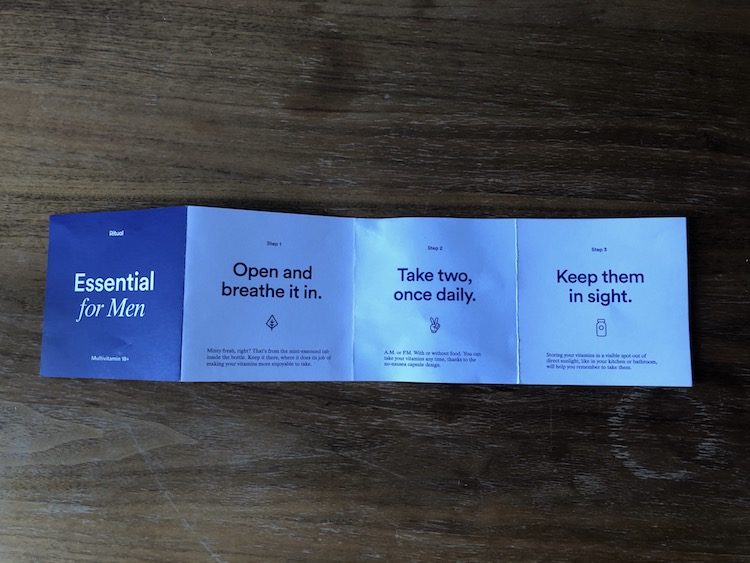 Ritual
Essential
for Men
Multivitamin 18+
Step 1
Open and
breathe it in.
Minty fresh, right? That's from the mint-essenced tab
inside the bottle. Keep it there, where it does its job of
making your vitamins more enjoyable to take.
Step 2
Take two,
once daily.
A.M. or P.M. With or without food. You can
take your vitamins any time, thanks to the
no-nausea capsule design.
Step 3
Keep them
in sight.
Storing your vitamins in a visible spot out of
direct sunlight, like in your kitchen or bathroom,
will help you remember to take them.